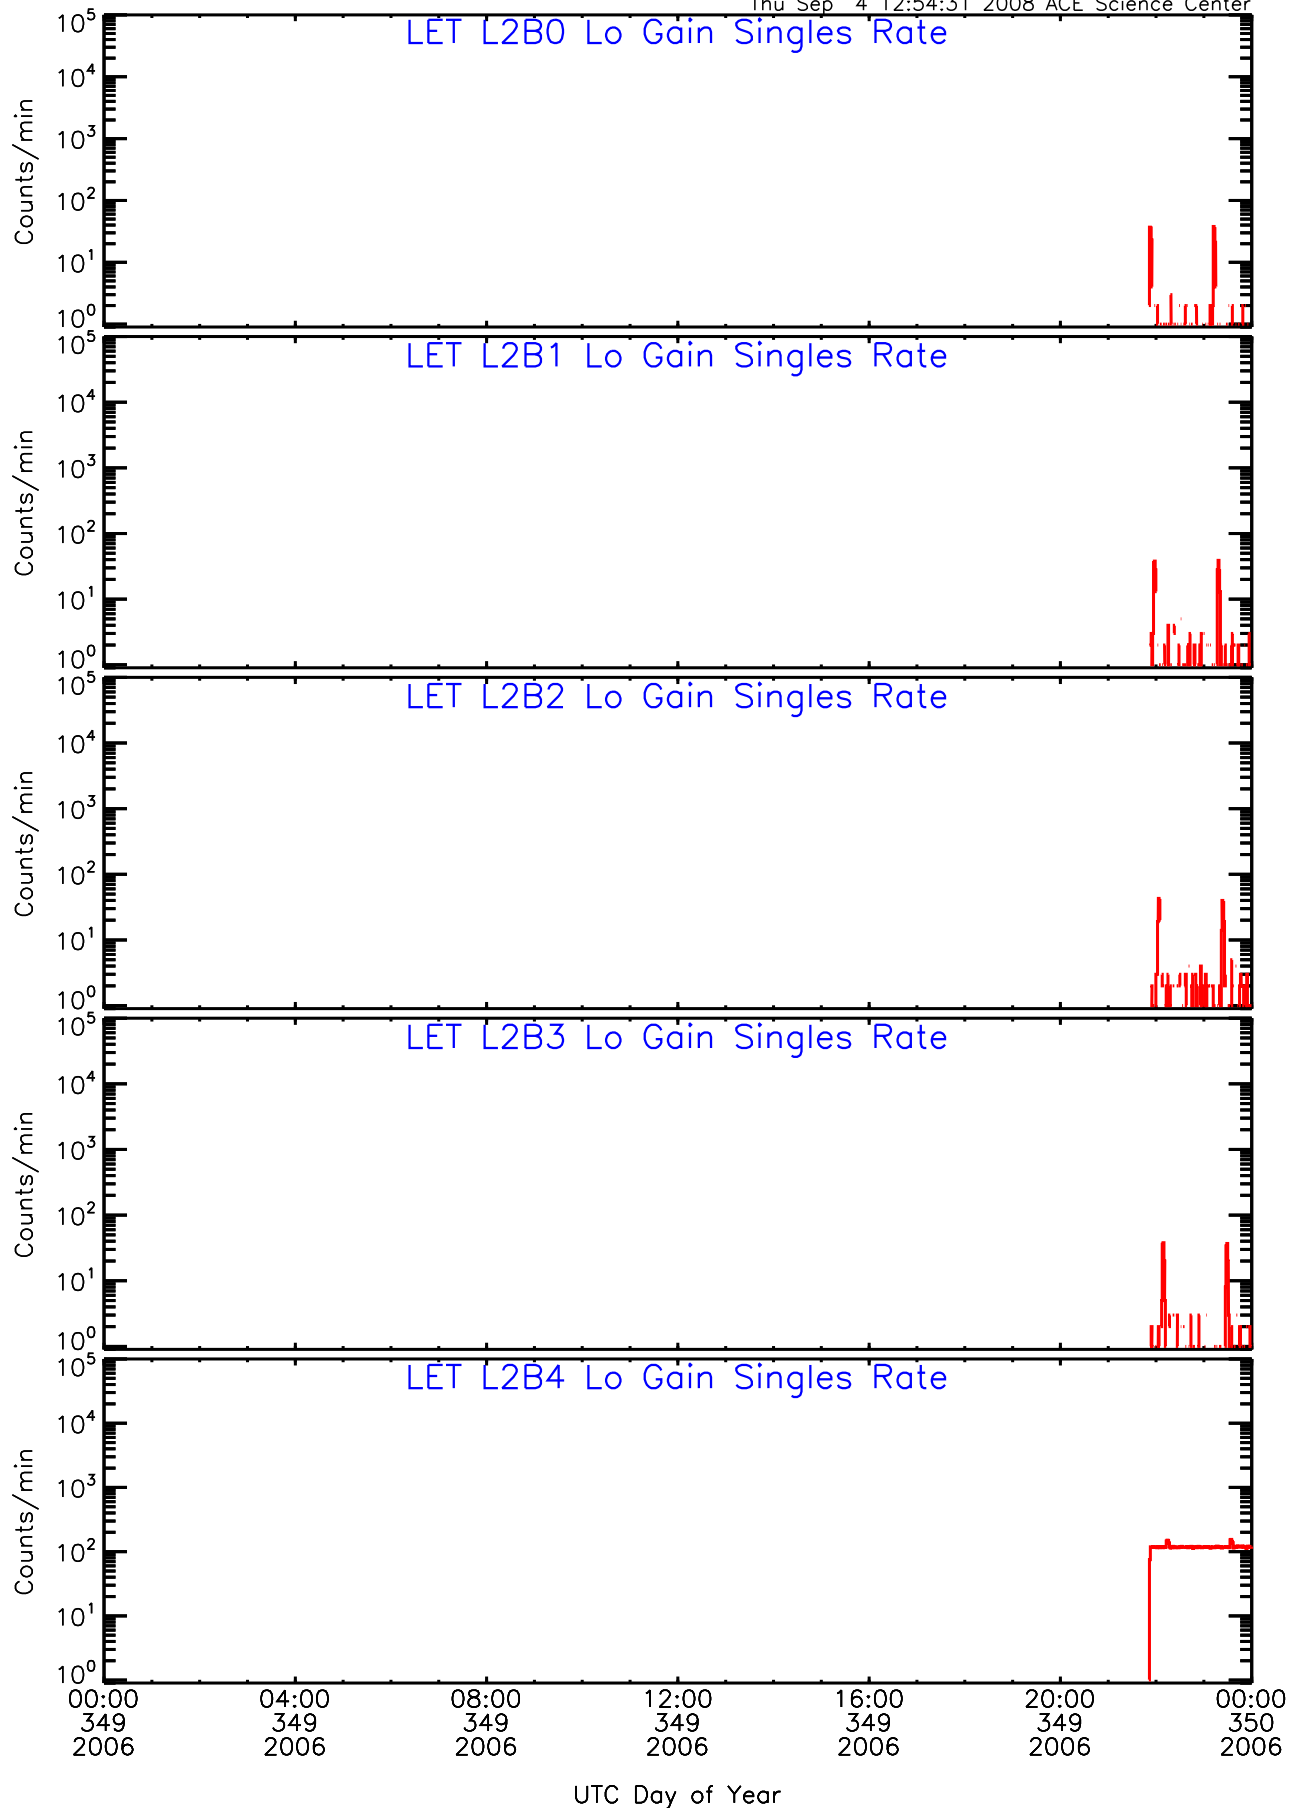 Thu Sep 4 12:54:31 2008 ACE Science Center
LET L2B0 Lo Gain Singles Rate
10^5
10^4
10^3
10^2
10^1
10^0
Counts/min
LET L2B1 Lo Gain Singles Rate
10^5
10^4
10^3
10^2
10^1
10^0
Counts/min
LET L2B2 Lo Gain Singles Rate
10^5
10^4
10^3
10^2
10^1
10^0
Counts/min
LET L2B3 Lo Gain Singles Rate
10^5
10^4
10^3
10^2
10^1
10^0
Counts/min
LET L2B4 Lo Gain Singles Rate
10^5
10^4
10^3
10^2
10^1
10^0
Counts/min
00:00 04:00 08:00 12:00 16:00 20:00 00:00
349 349 349 349 349 349 350
2006 2006 2006 2006 2006 2006 2006
UTC Day of Year